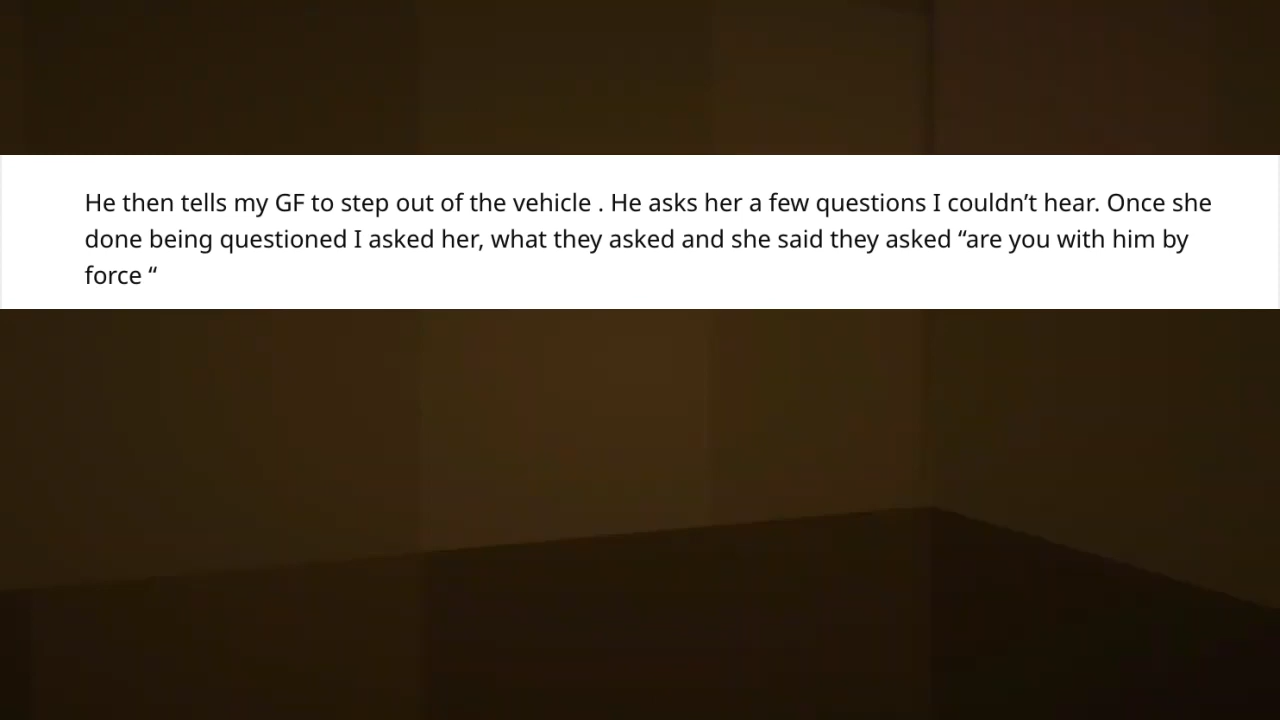 He then tells my GF to step out of the vehicle . He asks her a few questions I couldn’t hear. Once she
done being questioned I asked her, what they asked and she said they asked “are you with him by
force “